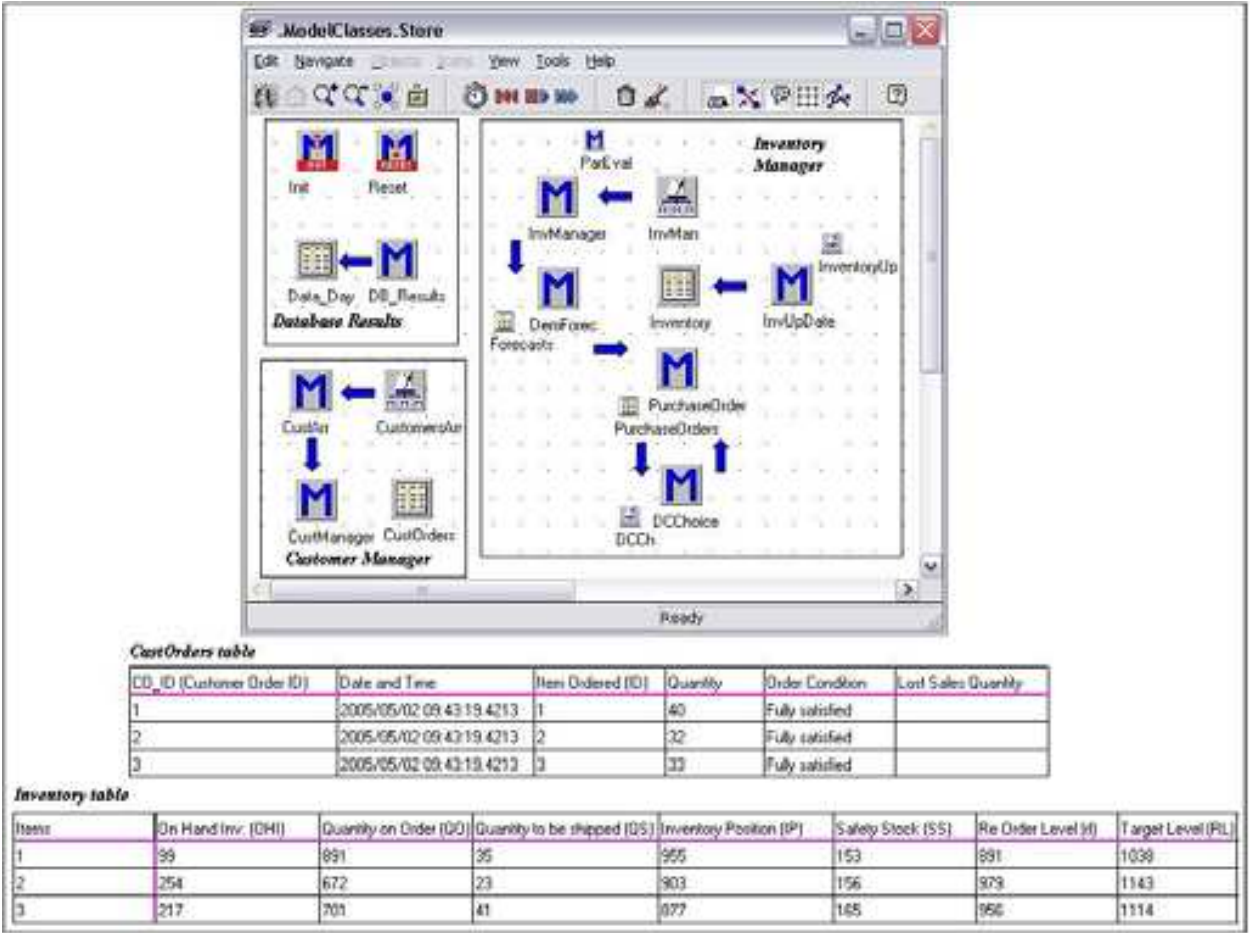 .ModelClasses.Store
Edit Navigate View Tools Help
Init Reset
Data_Day DB_Results
Database Results
ParEval
Inventory
Manager
InvManager InvMan
InventoryUp
DemForec Inventory InvUpDate
Forecasts
PurchaseOrder
PurchaseOrders
DCChoice
DCCh
CustArr CustomersArr
CustManager CustOrders
Customer Manager
Ready
CustOrders table
CO_ID (Customer Order ID) Date and Time Item Ordered (ID) Quantity Order Condition Lost Sales Quantity
1 2005/05/02 09:43:19.4213 1 40 Fully satisfied
2 2005/05/02 09:43:19.4213 2 32 Fully satisfied
3 2005/05/02 09:43:19.4213 3 33 Fully satisfied
Inventory table
Items On Hand Inv. (OHI) Quantity on Order (QO) Quantity to be shipped (QS) Inventory Position (IP) Safety Stock (SS) Re Order Level (rl) Target Level (RL)
1 99 891 35 955 153 891 1038
2 254 672 23 903 156 979 1143
3 217 701 41 877 165 956 1114